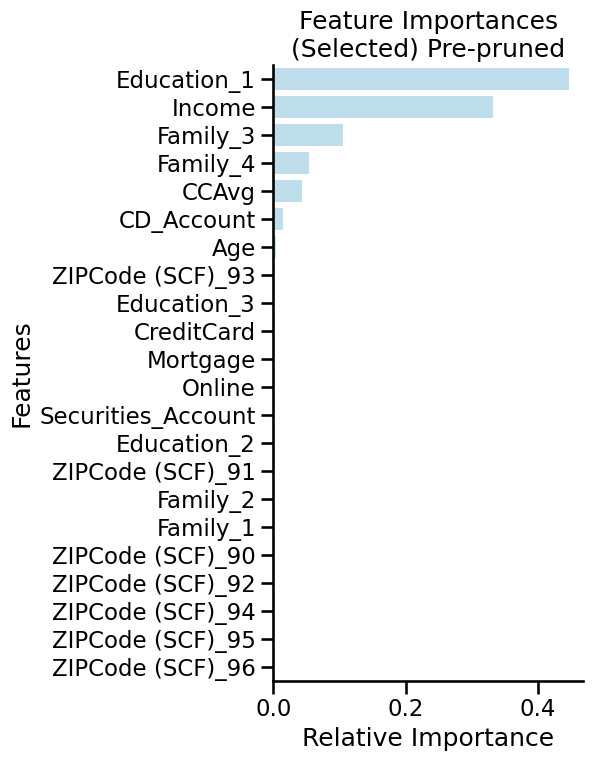 Feature Importances
(Selected) Pre-pruned
Features
Education_1
Income
Family_3
Family_4
CCAvg
CD_Account
Age
ZIPCode (SCF)_93
Education_3
CreditCard
Mortgage
Online
Securities_Account
Education_2
ZIPCode (SCF)_91
Family_2
Family_1
ZIPCode (SCF)_90
ZIPCode (SCF)_92
ZIPCode (SCF)_94
ZIPCode (SCF)_95
ZIPCode (SCF)_96
0.0 0.2 0.4
Relative Importance